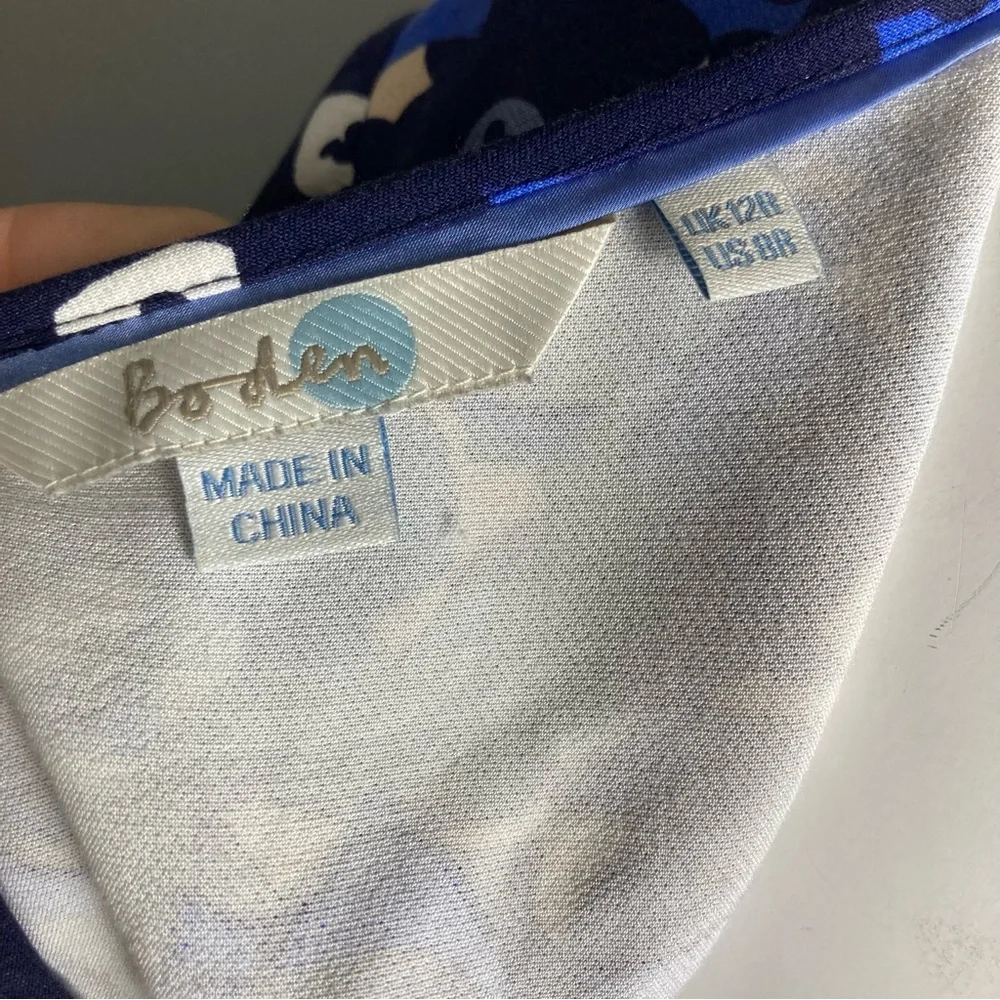 Boden
MADE IN
CHINA
UK12R
US8R